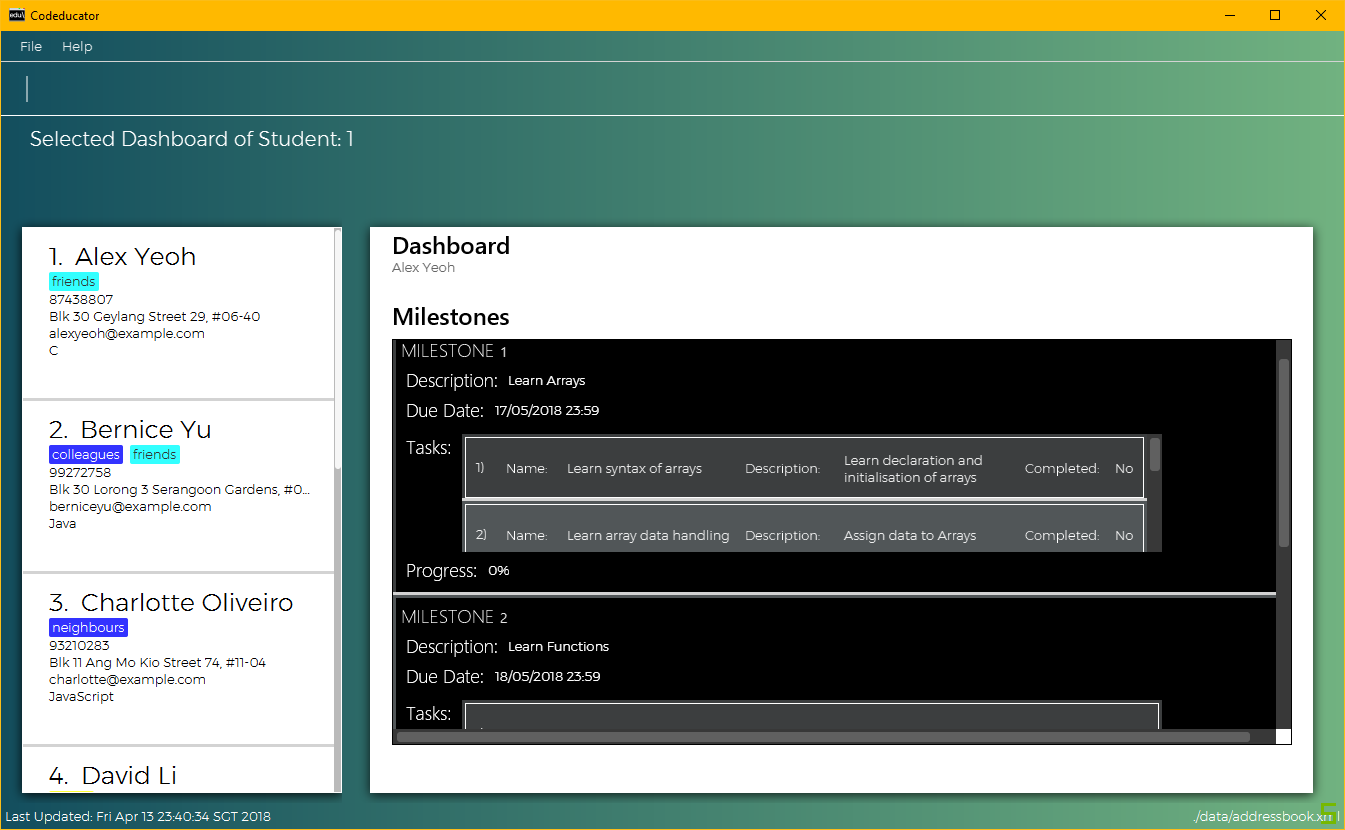 edu\
Codeducator
File Help
Selected Dashboard of Student: 1
1. Alex Yeoh
friends
87438807
Blk 30 Geylang Street 29, #06-40
alexyeoh@example.com
C
2. Bernice Yu
colleagues friends
99272758
Blk 30 Lorong 3 Serangoon Gardens, #0...
berniceyu@example.com
Java
3. Charlotte Oliveiro
neighbours
93210283
Blk 11 Ang Mo Kio Street 74, #11-04
charlotte@example.com
JavaScript
4. David Li
Dashboard
Alex Yeoh
Milestones
MILESTONE 1
Description: Learn Arrays
Due Date: 17/05/2018 23:59
Tasks:
1) Name: Learn syntax of arrays Description: Learn declaration and
initialisation of arrays Completed: No
2) Name: Learn array data handling Description: Assign data to Arrays Completed: No
Progress: 0%
MILESTONE 2
Description: Learn Functions
Due Date: 18/05/2018 23:59
Tasks:
Last Updated: Fri Apr 13 23:40:34 SGT 2018
./data/addressbook.xml